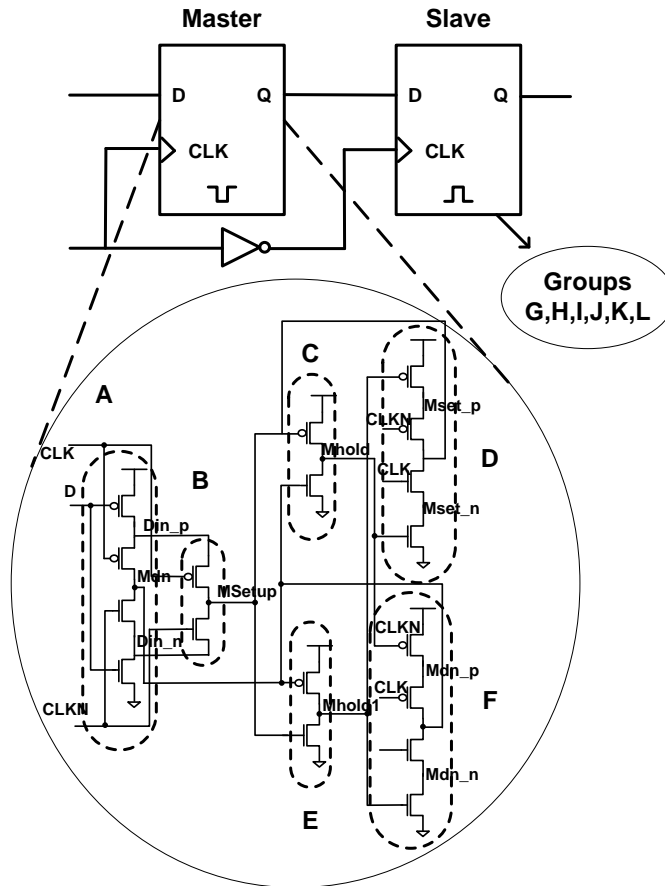 Master
Slave
D
Q
CLK
D
Q
CLK
Groups
G,H,I,J,K,L
A
CLK
D
Din_p
Mdn
Din_n
CLKN
B
MSetup
C
Mhold
Mset_p
CLKN
CLK
Mset_n
D
Mhold1
E
CLKN
Mdn_p
CLK
Mdn_n
F